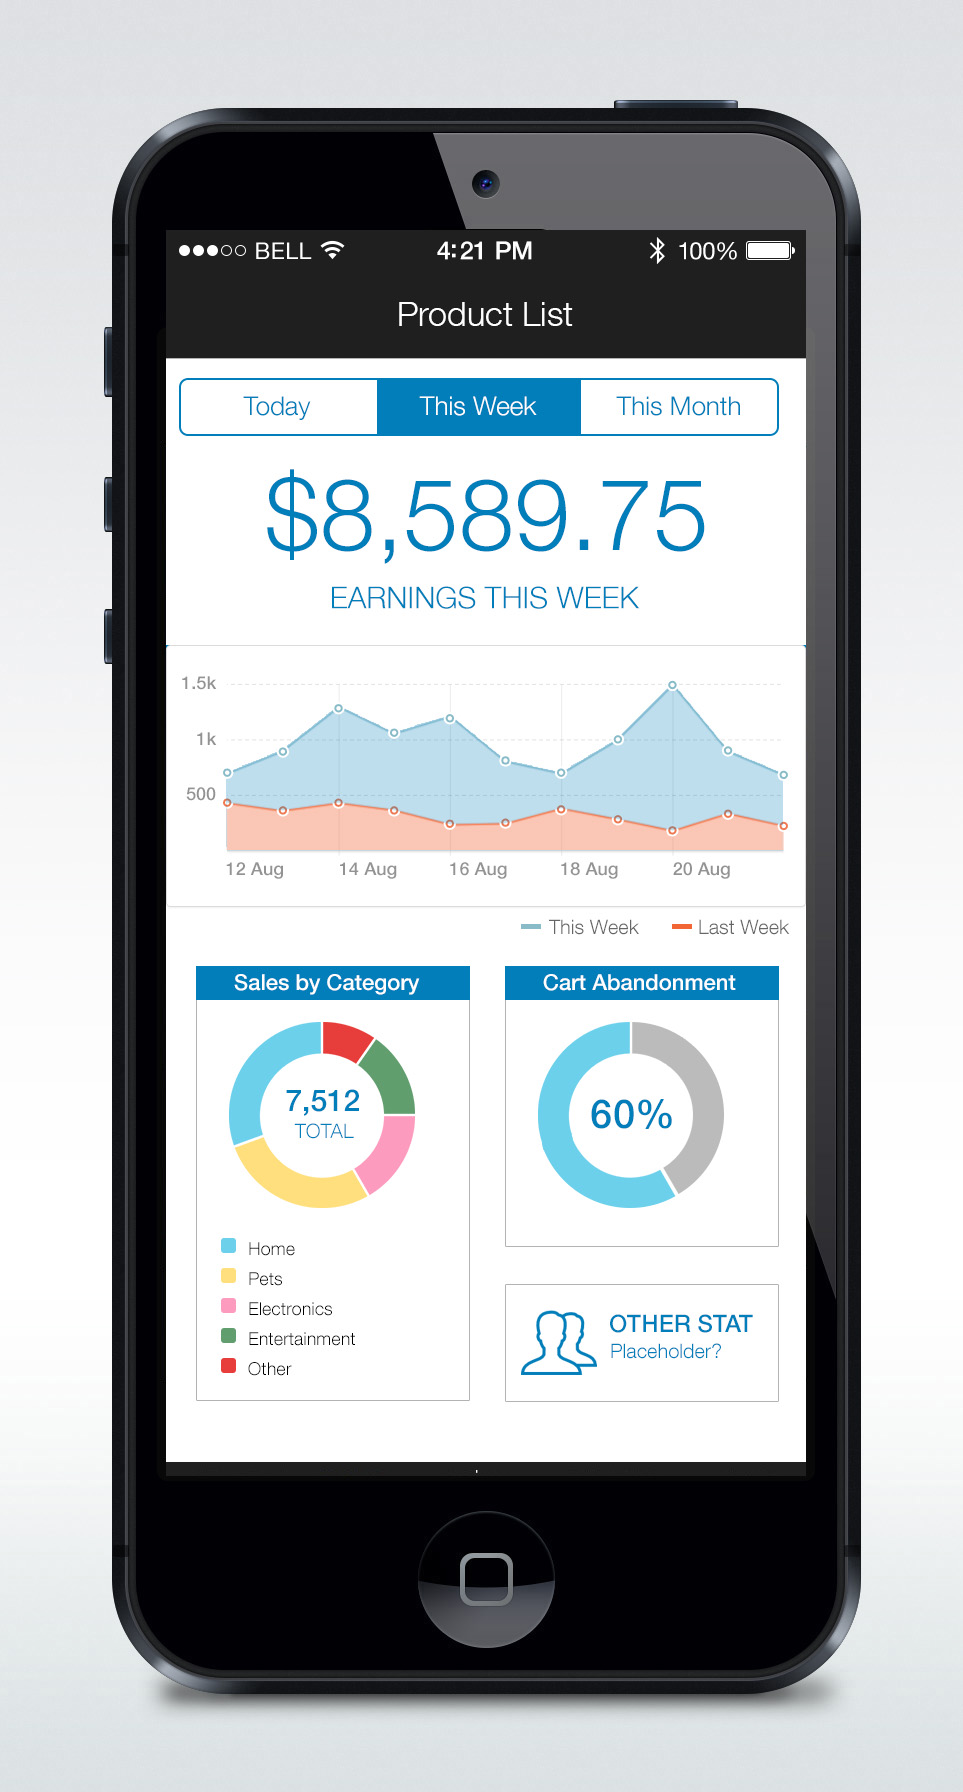 BELL 4:21 PM 100%
Product List
Today This Week This Month
$8,589.75
EARNINGS THIS WEEK
1.5k
1k
500
12 Aug 14 Aug 16 Aug 18 Aug 20 Aug
This Week Last Week
Sales by Category
7,512
TOTAL
Home
Pets
Electronics
Entertainment
Other
Cart Abandonment
60%
OTHER STAT
Placeholder?